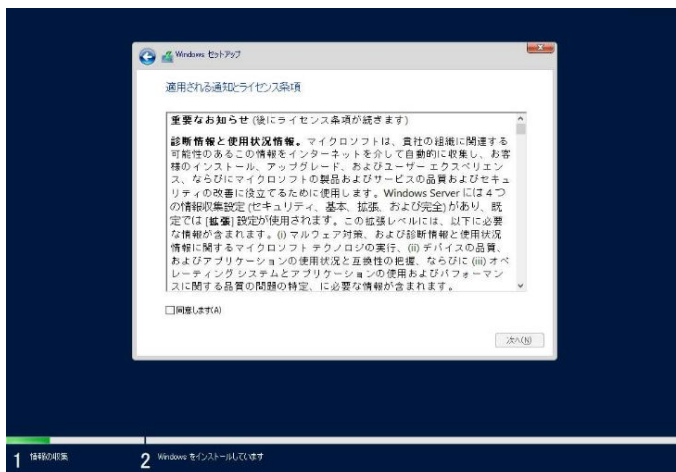 Windows セットアップ
適用される通知とライセンス条項
重要なお知らせ (後にライセンス条項が続きます)
診断情報と使用状況情報。マイクロソフトは、貴社の組織に関連する
可能性のあるこの情報をインターネットを介して自動的に収集し、お客
様のインストール、アップグレード、およびユーザー エクスペリエン
ス、ならびにマイクロソフトの製品およびサービスの品質およびセキュ
リティの改善に役立てるために使用します。Windows Server には 4 つ
の情報収集設定 (セキュリティ、基本、拡張、および完全) があり、既
定では [拡張] 設定が使用されます。この拡張レベルには、以下に必要
な情報が含まれます。(i) マルウェア対策、および診断情報と使用状況
情報に関するマイクロソフト テクノロジの実行、(ii) デバイスの品質、
およびアプリケーションの使用状況と互換性の把握、ならびに (iii) オペ
レーティング システムとアプリケーションの使用およびパフォーマン
スに関する品質の問題の特定、に必要な情報が含まれます。
同意します(A)
次へ(N)
1 情報の収集
2 Windows をインストールしています